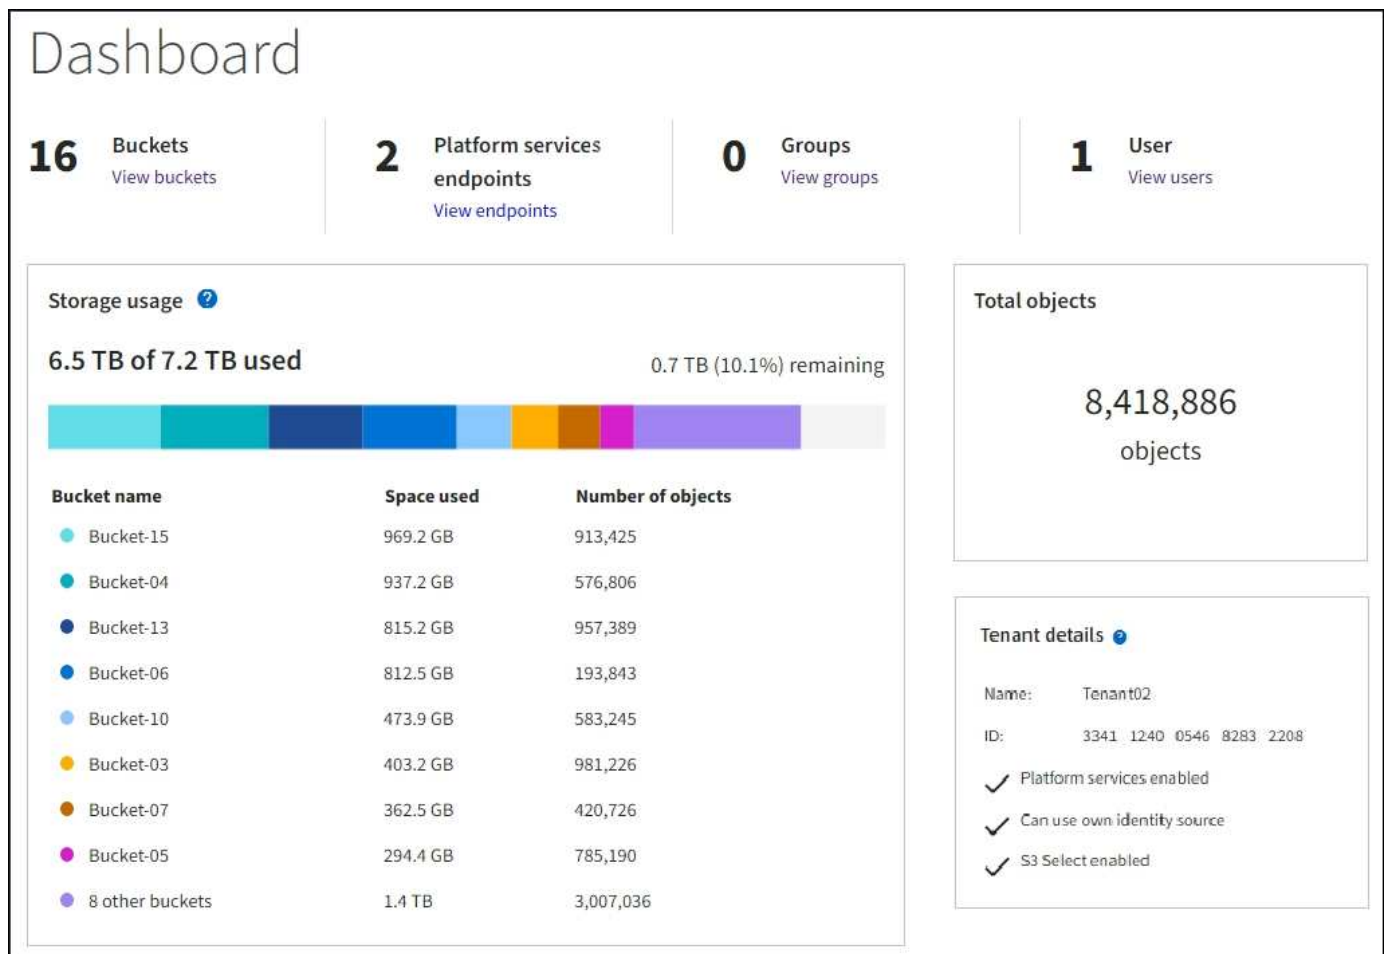 Dashboard
16 Buckets
View buckets
2 Platform services
endpoints
View endpoints
0 Groups
View groups
1 User
View users
Storage usage ?
6.5 TB of 7.2 TB used
0.7 TB (10.1%) remaining
Bucket name Space used Number of objects
Bucket-15 969.2 GB 913,425
Bucket-04 937.2 GB 576,806
Bucket-13 815.2 GB 957,389
Bucket-06 812.5 GB 193,843
Bucket-10 473.9 GB 583,245
Bucket-03 403.2 GB 981,226
Bucket-07 362.5 GB 420,726
Bucket-05 294.4 GB 785,190
8 other buckets 1.4 TB 3,007,036
Total objects
8,418,886
objects
Tenant details ?
Name: Tenant02
ID: 3341 1240 0546 8283 2208
Platform services enabled
Can use own identity source
S3 Select enabled